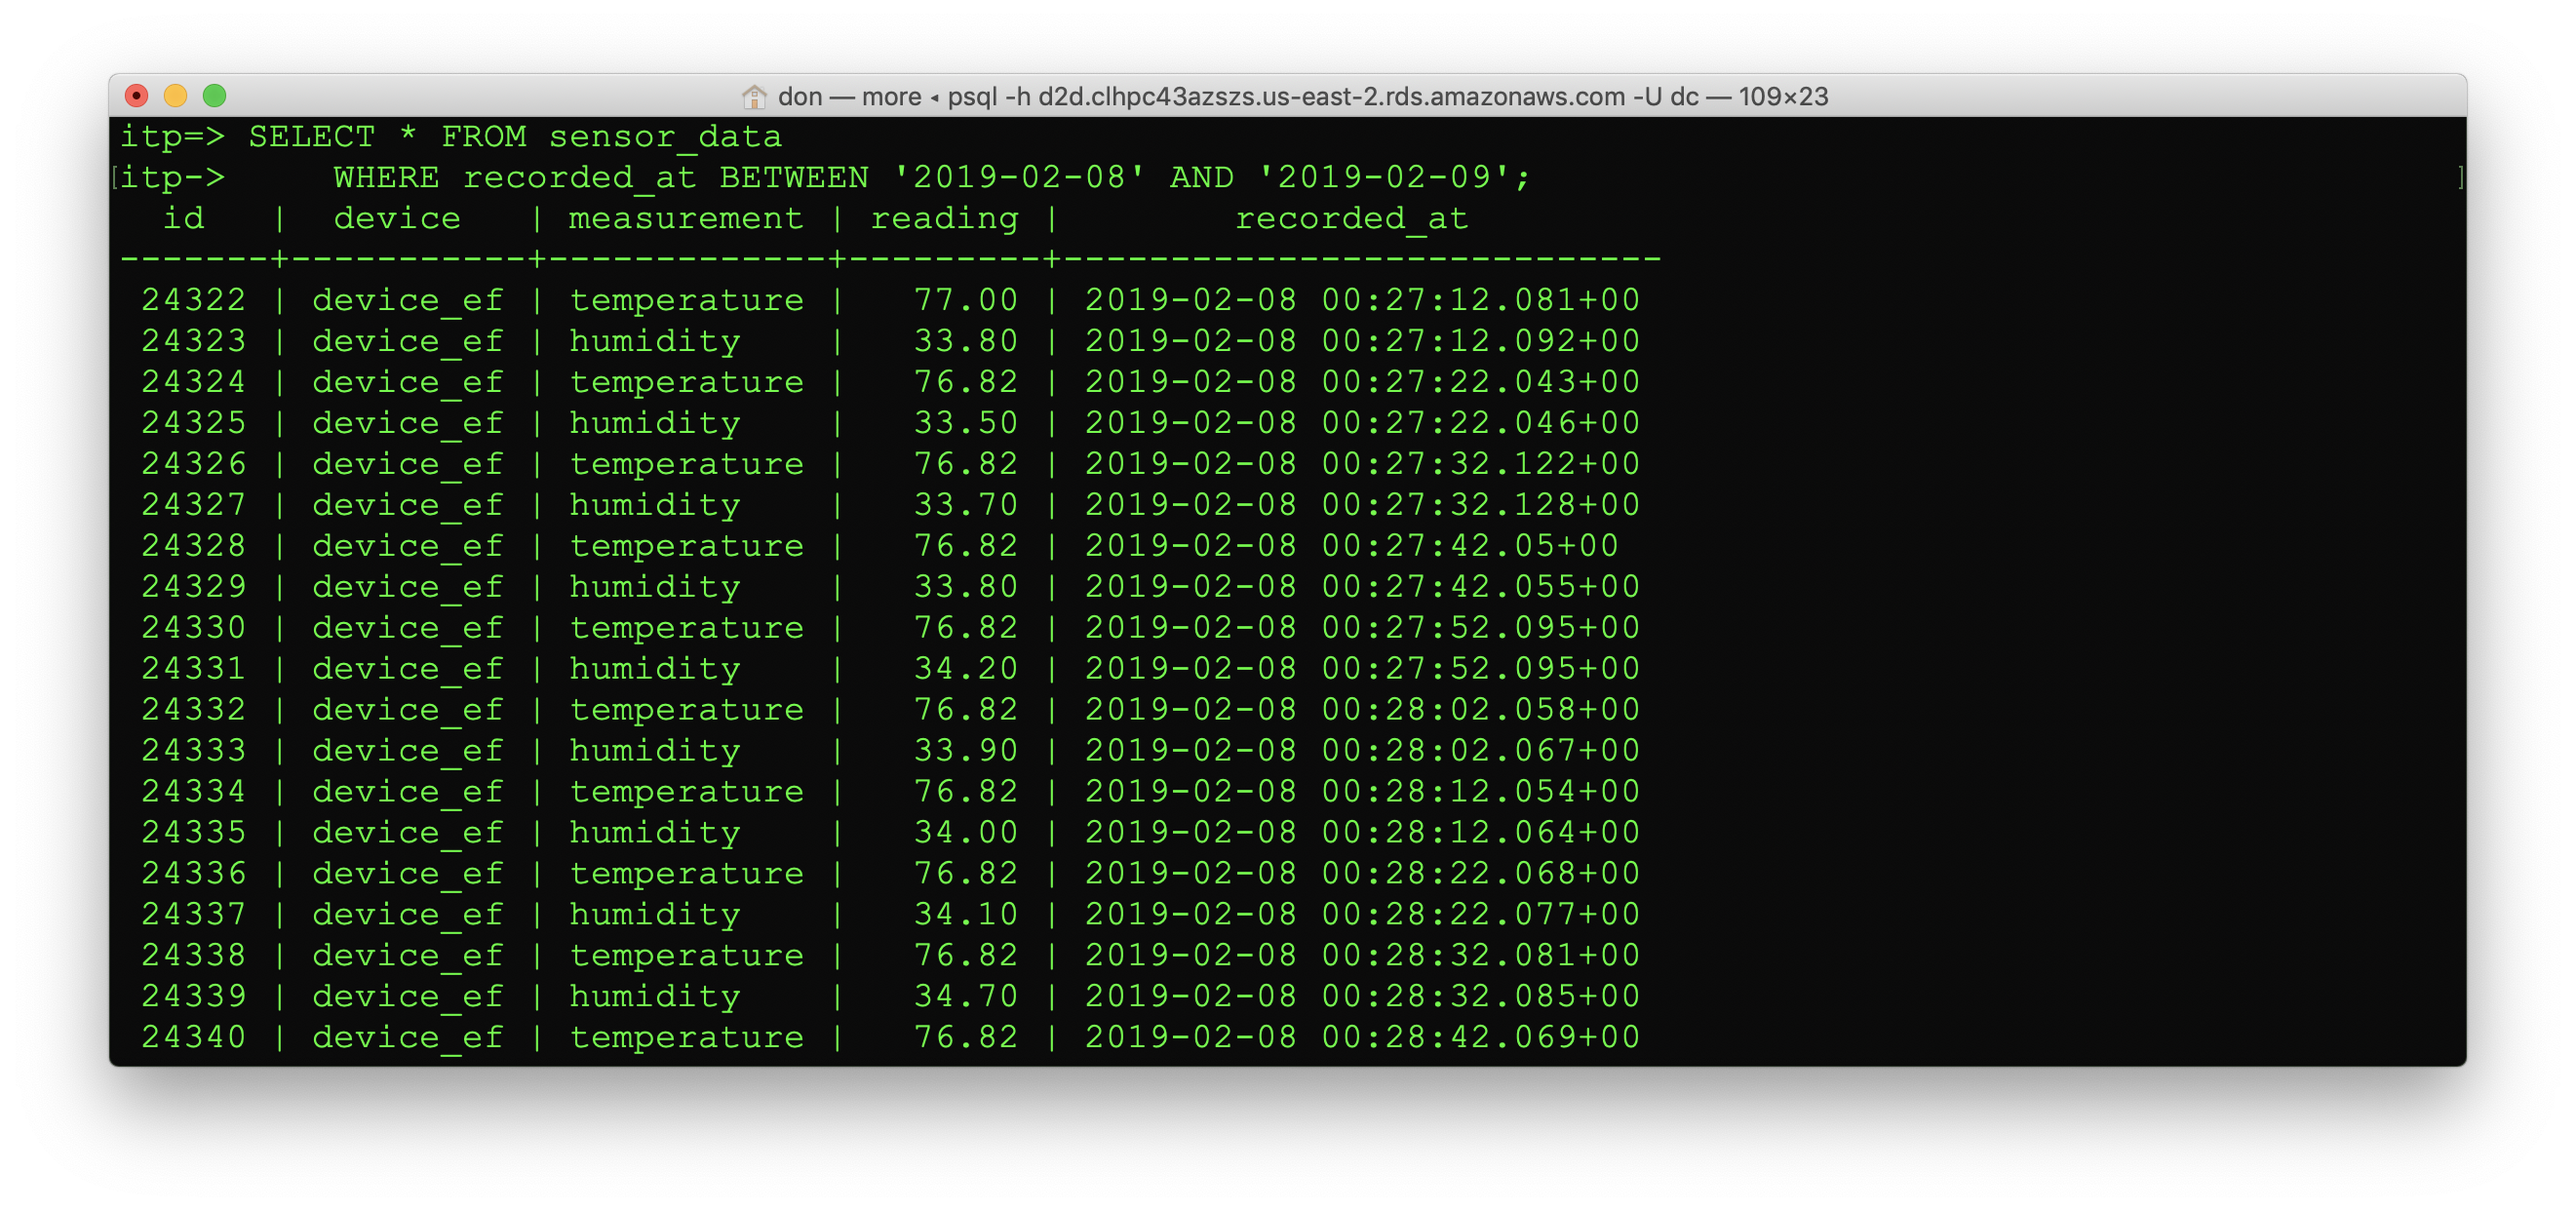 don — more ◂ psql -h d2d.clhpc43azszs.us-east-2.rds.amazonaws.com -U dc — 109×23
itp=> SELECT * FROM sensor_data
[itp->     WHERE recorded_at BETWEEN '2019-02-08' AND '2019-02-09'; ]
  id   |  device   | measurement | reading |        recorded_at
-------+-----------+-------------+---------+----------------------------
 24322 | device_ef | temperature |   77.00 | 2019-02-08 00:27:12.081+00
 24323 | device_ef | humidity    |   33.80 | 2019-02-08 00:27:12.092+00
 24324 | device_ef | temperature |   76.82 | 2019-02-08 00:27:22.043+00
 24325 | device_ef | humidity    |   33.50 | 2019-02-08 00:27:22.046+00
 24326 | device_ef | temperature |   76.82 | 2019-02-08 00:27:32.122+00
 24327 | device_ef | humidity    |   33.70 | 2019-02-08 00:27:32.128+00
 24328 | device_ef | temperature |   76.82 | 2019-02-08 00:27:42.05+00
 24329 | device_ef | humidity    |   33.80 | 2019-02-08 00:27:42.055+00
 24330 | device_ef | temperature |   76.82 | 2019-02-08 00:27:52.095+00
 24331 | device_ef | humidity    |   34.20 | 2019-02-08 00:27:52.095+00
 24332 | device_ef | temperature |   76.82 | 2019-02-08 00:28:02.058+00
 24333 | device_ef | humidity    |   33.90 | 2019-02-08 00:28:02.067+00
 24334 | device_ef | temperature |   76.82 | 2019-02-08 00:28:12.054+00
 24335 | device_ef | humidity    |   34.00 | 2019-02-08 00:28:12.064+00
 24336 | device_ef | temperature |   76.82 | 2019-02-08 00:28:22.068+00
 24337 | device_ef | humidity    |   34.10 | 2019-02-08 00:28:22.077+00
 24338 | device_ef | temperature |   76.82 | 2019-02-08 00:28:32.081+00
 24339 | device_ef | humidity    |   34.70 | 2019-02-08 00:28:32.085+00
 24340 | device_ef | temperature |   76.82 | 2019-02-08 00:28:42.069+00